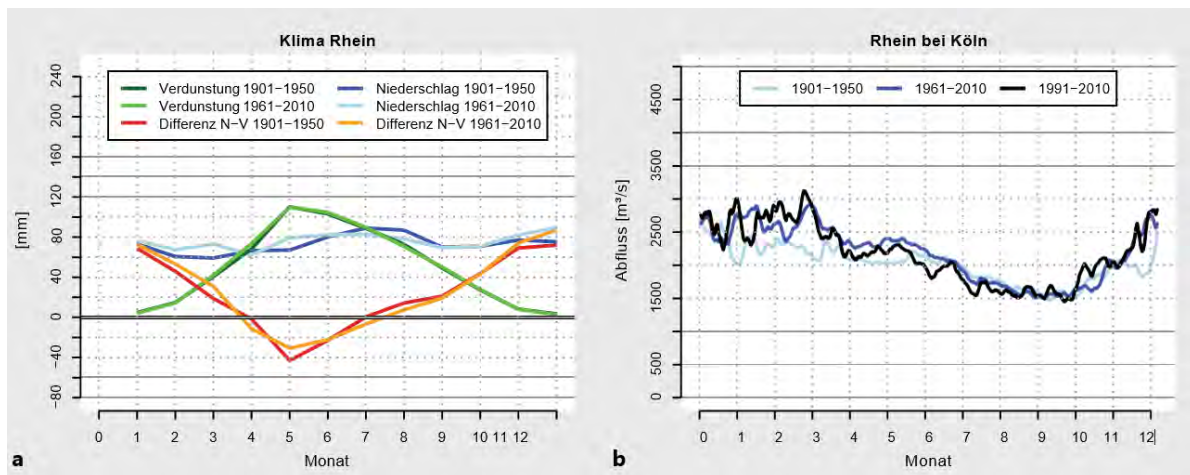 Klima Rhein
Verdunstung 1901–1950
Verdunstung 1961–2010
Differenz N–V 1901–1950
Niederschlag 1901–1950
Niederschlag 1961–2010
Differenz N–V 1961–2010
[mm]
240
200
160
120
80
40
0
−40
−80
0 1 2 3 4 5 6 7 8 9 10 11 12
Monat
a
Rhein bei Köln
1901–1950 1961–2010 1991–2010
Abfluss [m³/s]
4500
3500
2500
1500
500
0
0 1 2 3 4 5 6 7 8 9 10 11 12
Monat
b